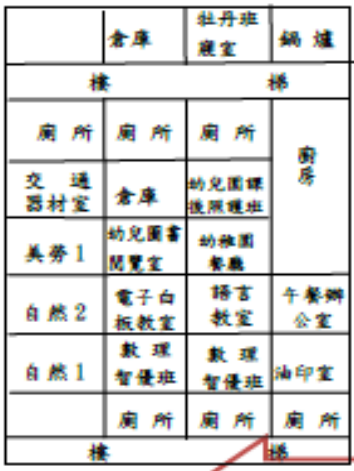 倉庫 牡丹班寢室 鍋爐
樓 梯
廁所 廁所 廁所 廚房
交通器材室 倉庫 幼兒園課後照護班
美勞1 幼兒圖書閱覽室 幼稚園餐廳
自然2 電子白板教室 語言教室 午餐辦公室
自然1 數理智優班 數理智優班 油印室
廁所 廁所 廁所
樓 梯